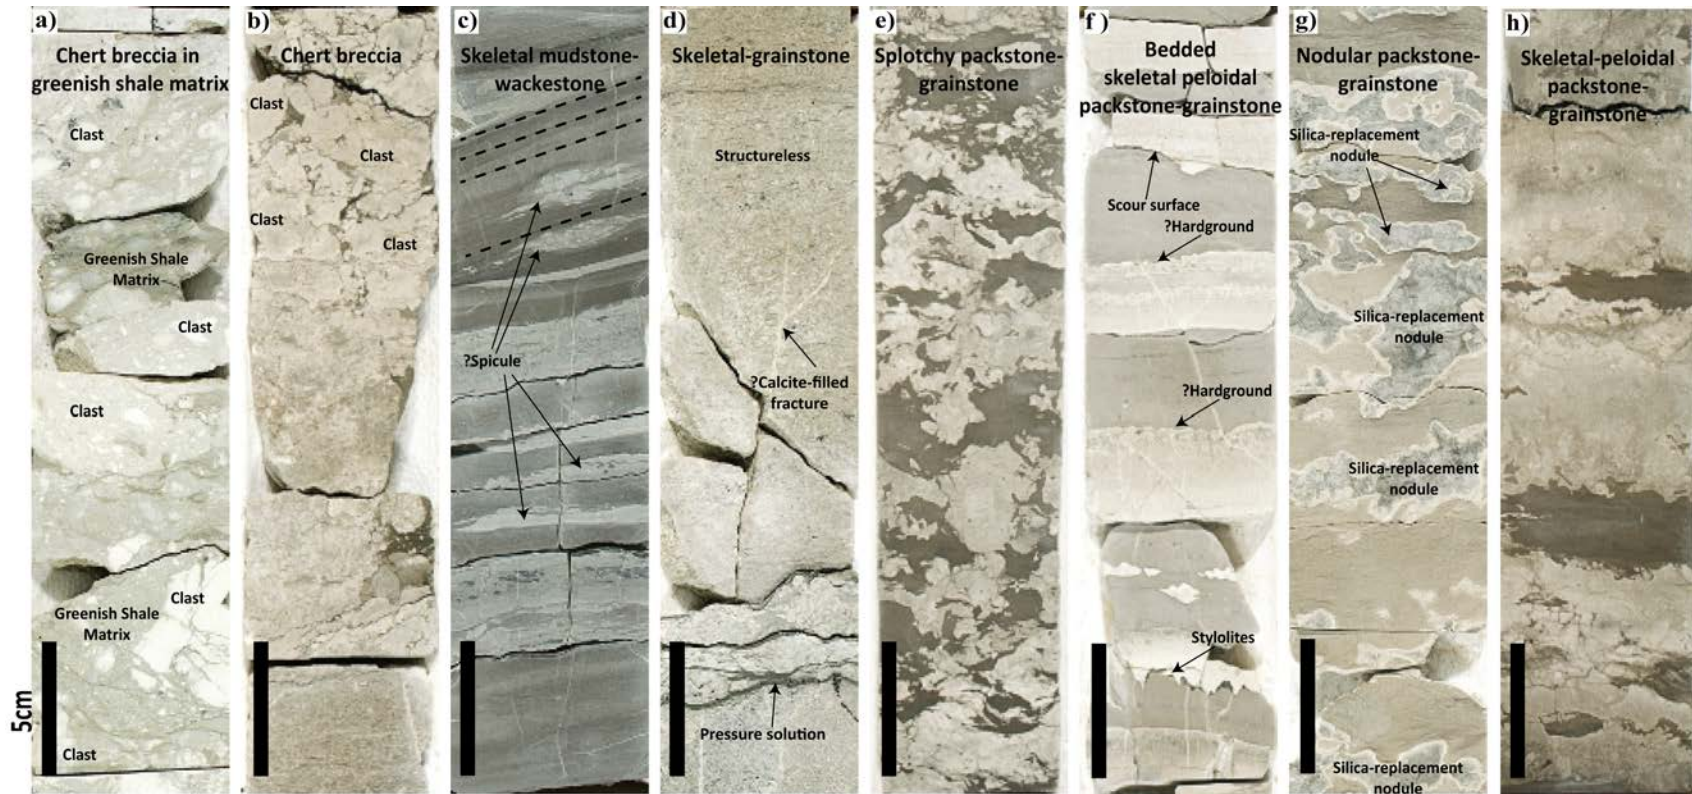 a)
Chert breccia in
greenish shale matrix
Clast
Greenish Shale
Matrix
Clast
Clast
Greenish Shale
Matrix
Clast
Clast
5cm
b)
Chert breccia
Clast
Clast
Clast
Clast
c)
Skeletal mudstone-
wackestone
?Spicule
d)
Skeletal-grainstone
Structureless
?Calcite-filled
fracture
Pressure solution
e)
Splotchy packstone-
grainstone
f)
Bedded
skeletal peloidal
packstone-grainstone
Scour surface
?Hardground
?Hardground
Stylolites
g)
Nodular packstone-
grainstone
Silica-replacement
nodule
Silica-replacement
nodule
Silica-replacement
nodule
Silica-replacement
nodule
h)
Skeletal-peloidal
packstone-
grainstone